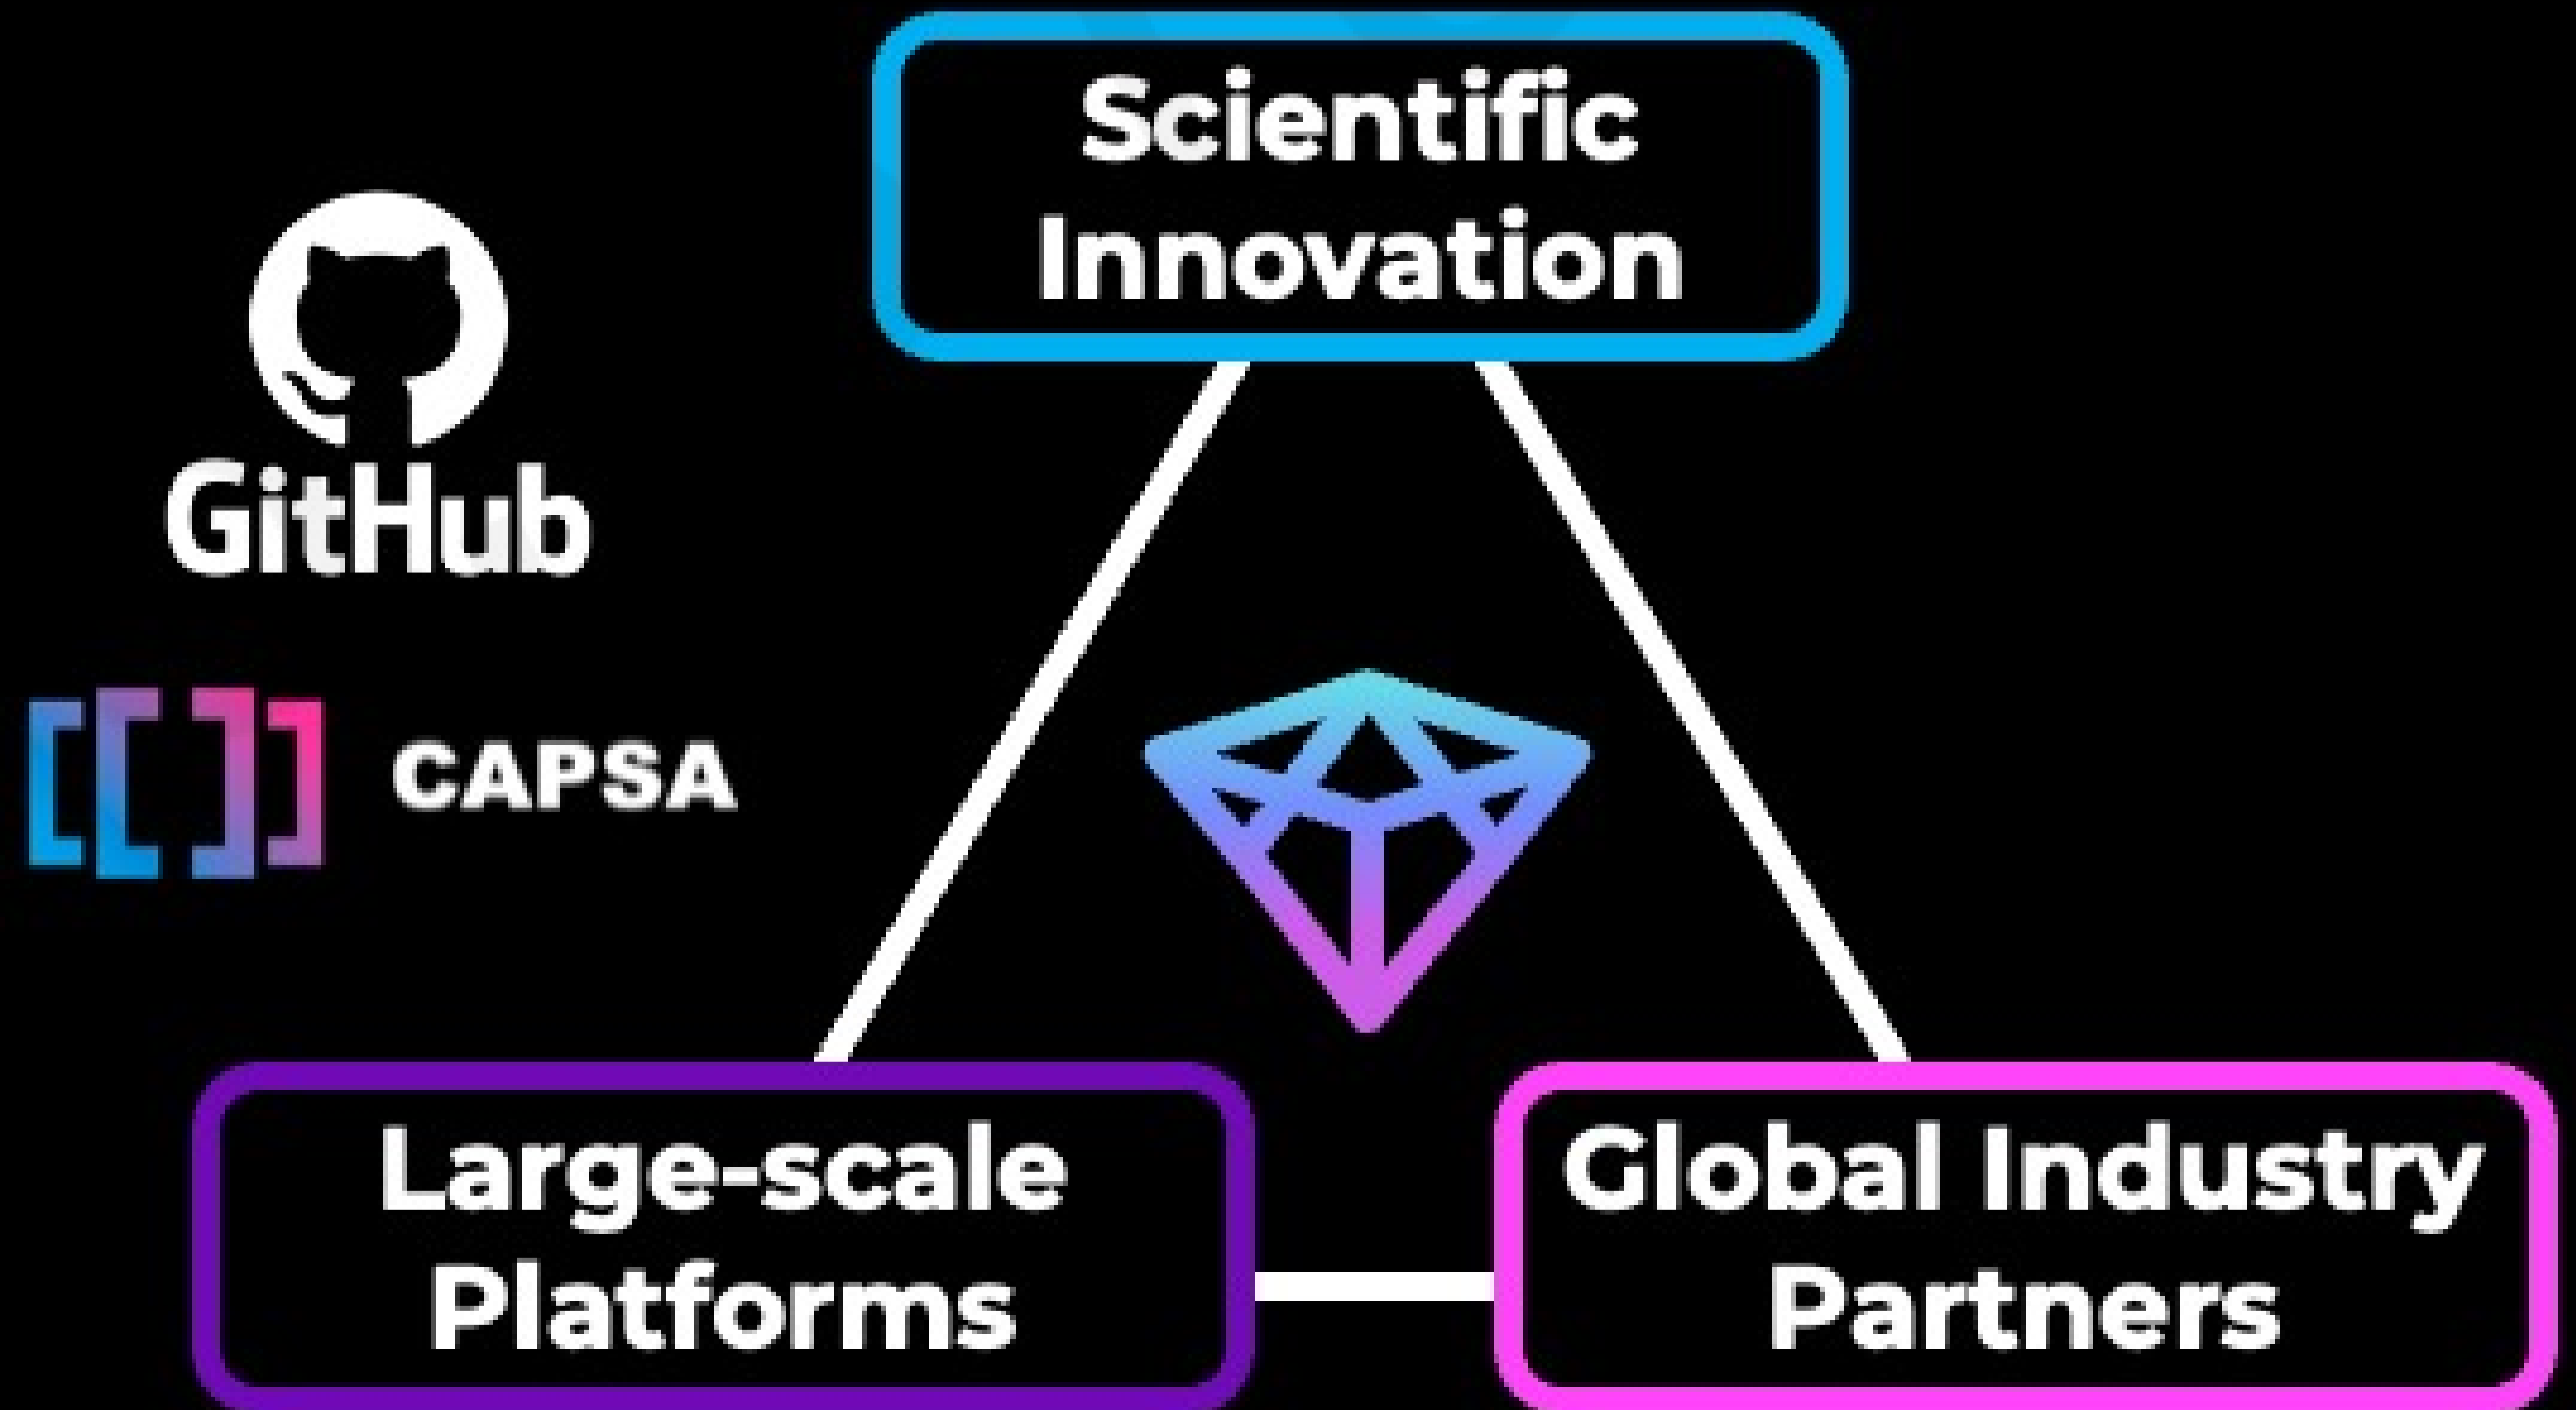 Scientific
Innovation
GitHub
CAPSA
Large-scale
Platforms
Global Industry
Partners